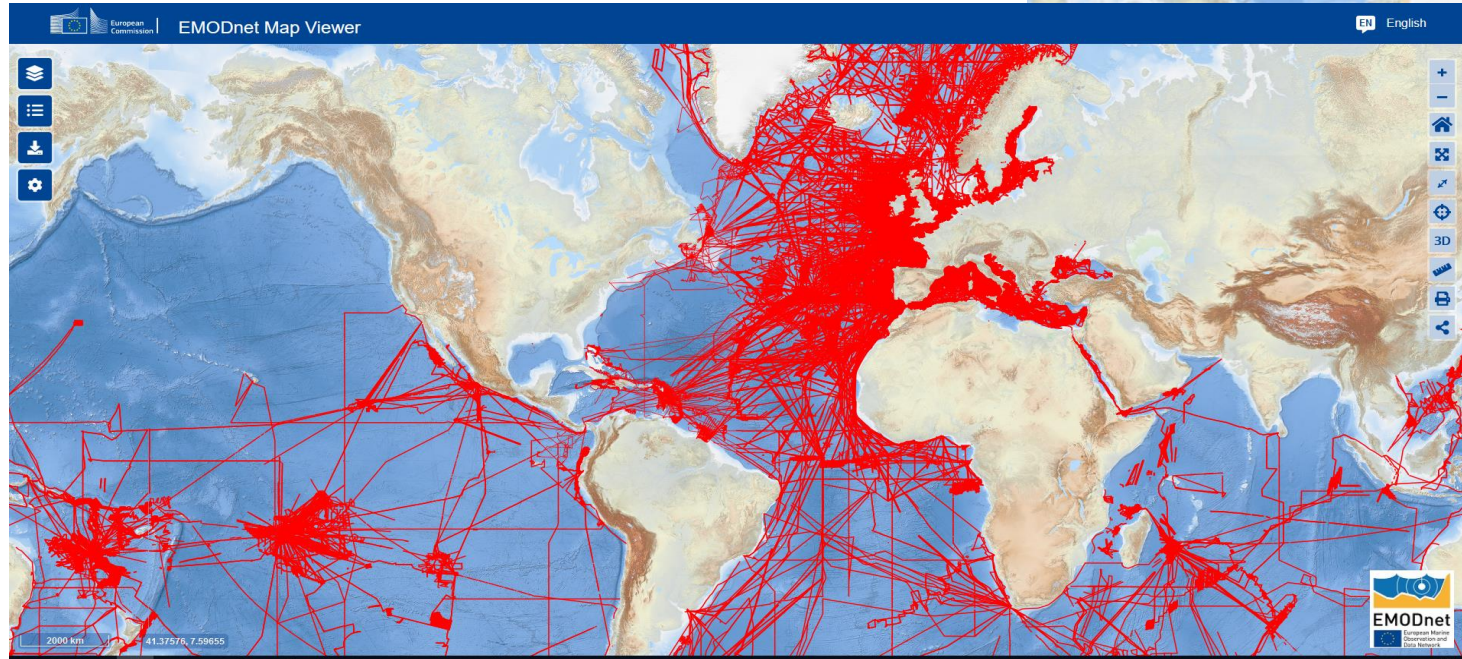 European
Commission
EMODnet Map Viewer
EN English
3D
2000 km
41.37576, 7.59655
EMODnet
European Marine
Observation and
Data Network